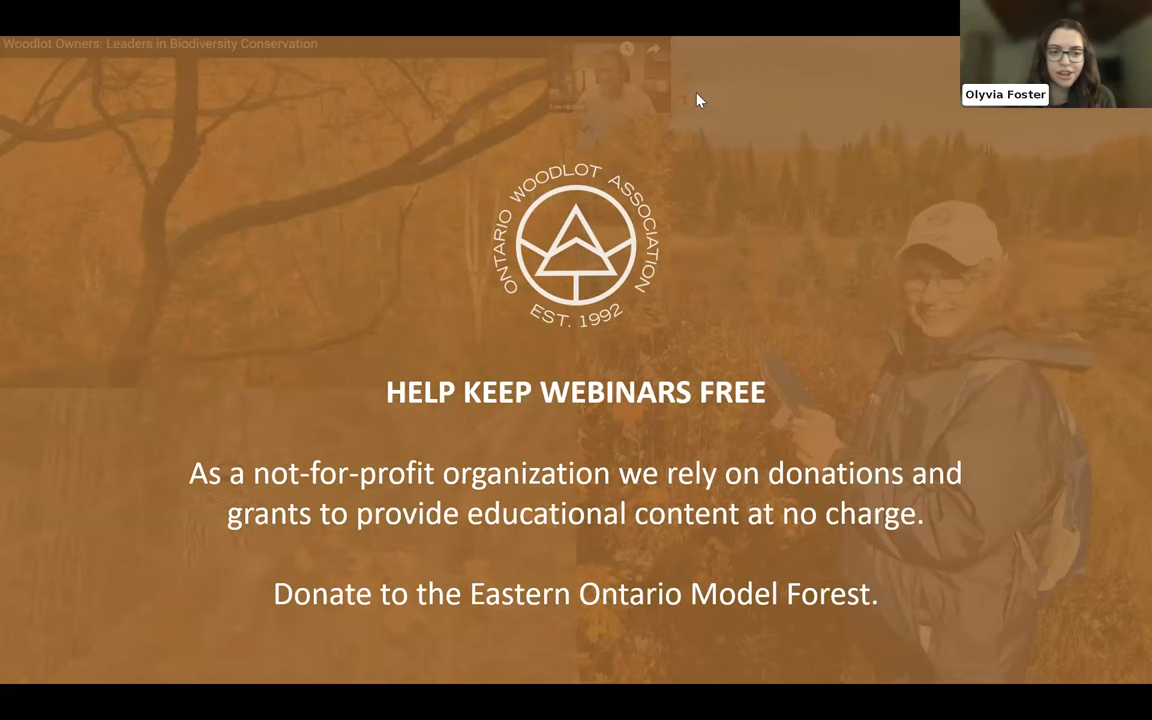 Woodlot Owners: Leaders in Biodiversity Conservation
Olyvia Foster
ONTARIO WOODLOT ASSOCIATION
EST. 1992
HELP KEEP WEBINARS FREE
As a not-for-profit organization we rely on donations and
grants to provide educational content at no charge.
Donate to the Eastern Ontario Model Forest.